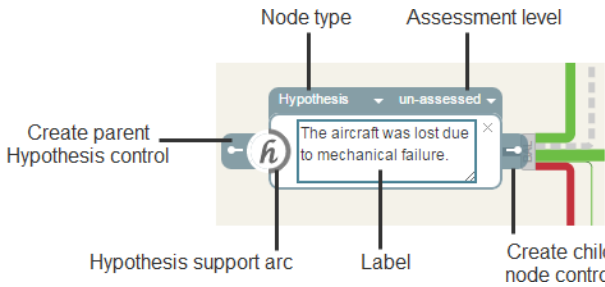 Node type
Assessment level
Hypothesis
un-assessed
The aircraft was lost due
to mechanical failure.
Create parent
Hypothesis control
Hypothesis support arc
Label
Create chil
node contro